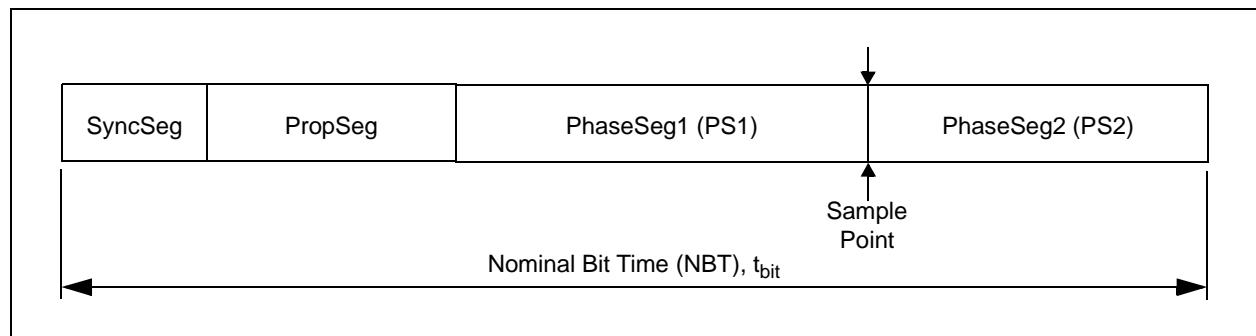 SyncSeg
PropSeg
PhaseSeg1 (PS1)
PhaseSeg2 (PS2)
Sample
Point
Nominal Bit Time (NBT), tbit